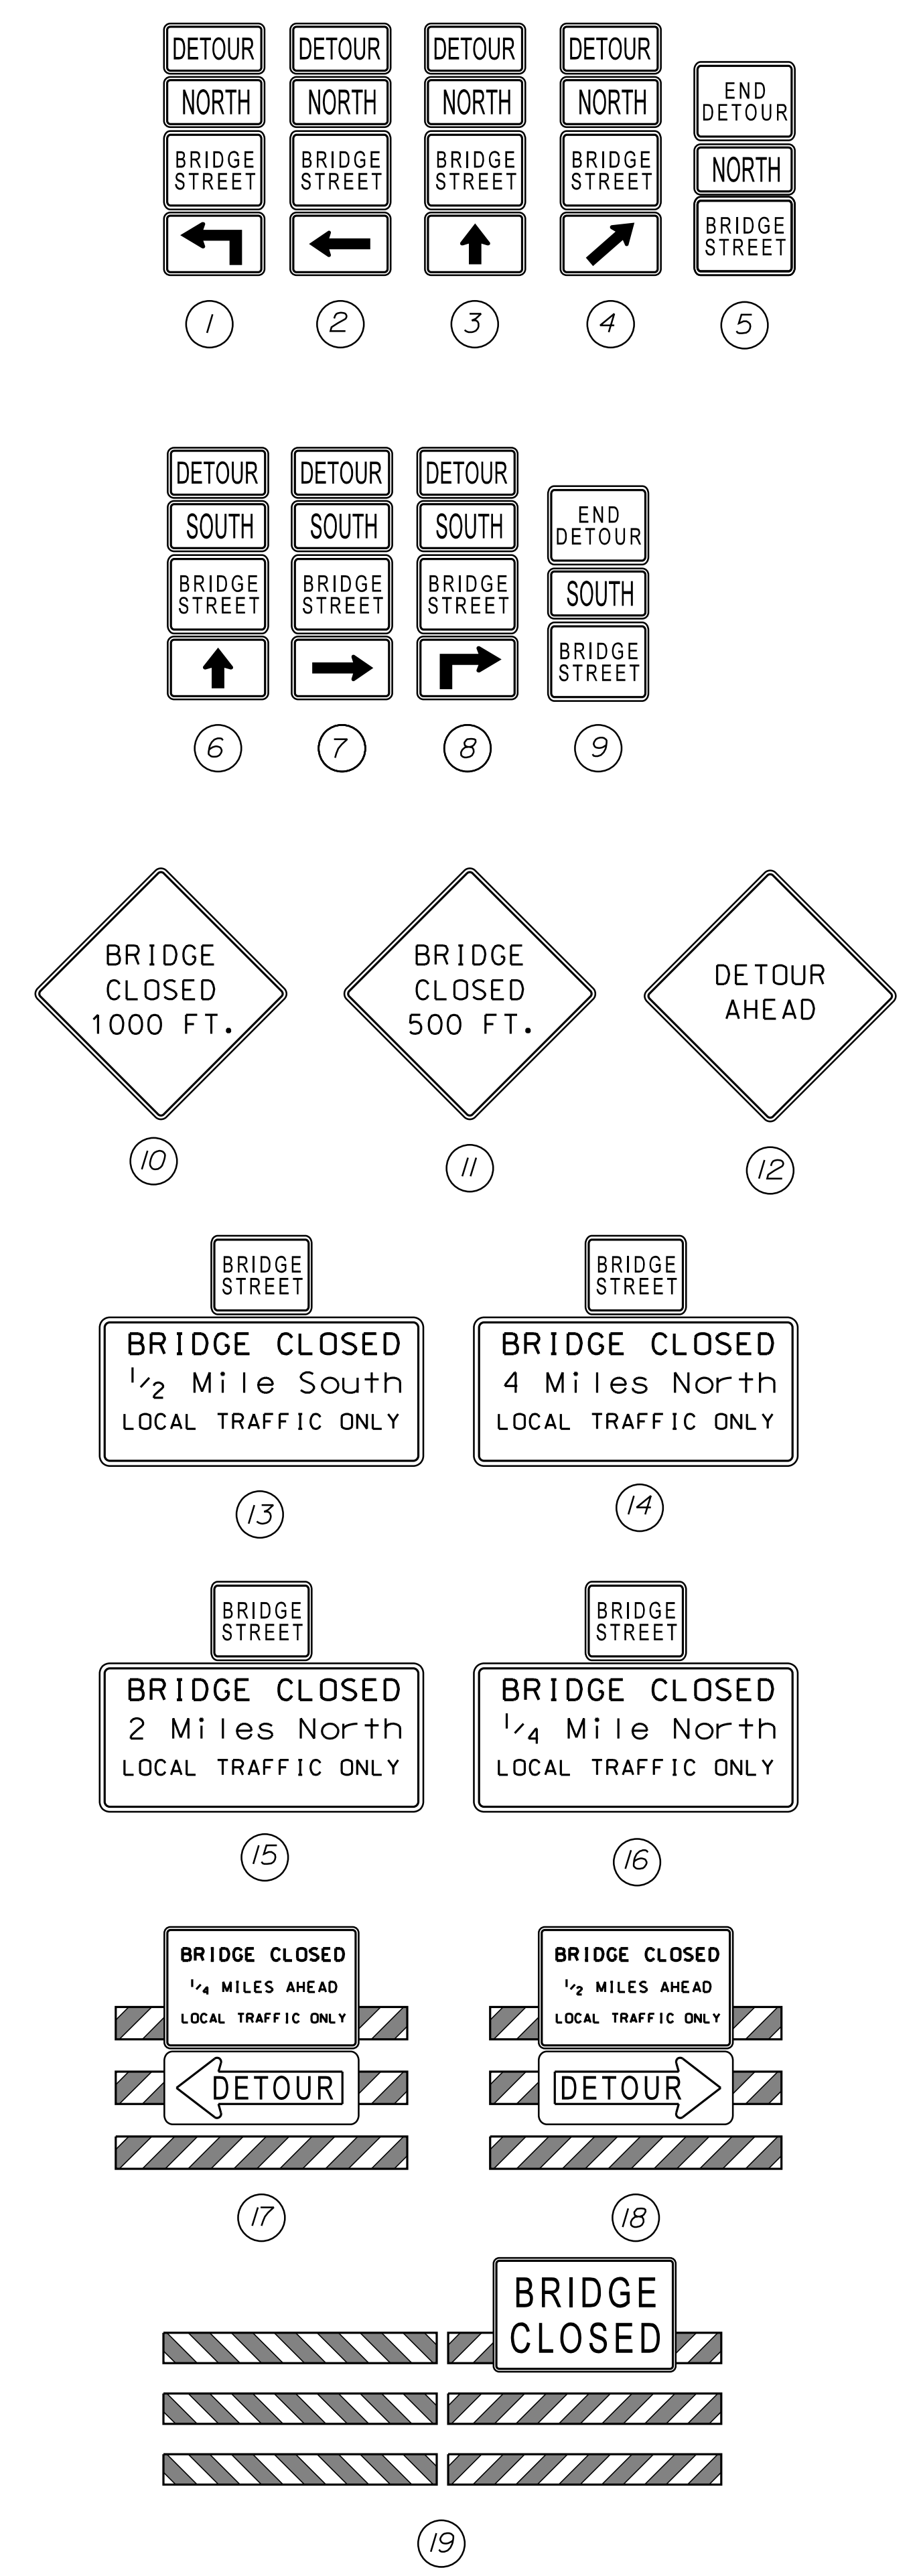 DETOUR
NORTH
BRIDGE
STREET
1
DETOUR
NORTH
BRIDGE
STREET
2
DETOUR
NORTH
BRIDGE
STREET
3
DETOUR
NORTH
BRIDGE
STREET
4
END
DETOUR
NORTH
BRIDGE
STREET
5
DETOUR
SOUTH
BRIDGE
STREET
6
DETOUR
SOUTH
BRIDGE
STREET
7
DETOUR
SOUTH
BRIDGE
STREET
8
END
DETOUR
SOUTH
BRIDGE
STREET
9
BRIDGE
CLOSED
1000 FT.
10
BRIDGE
CLOSED
500 FT.
11
DETOUR
AHEAD
12
BRIDGE
STREET
BRIDGE CLOSED
1/2 Mile South
LOCAL TRAFFIC ONLY
13
BRIDGE
STREET
BRIDGE CLOSED
4 Miles North
LOCAL TRAFFIC ONLY
14
BRIDGE
STREET
BRIDGE CLOSED
2 Miles North
LOCAL TRAFFIC ONLY
15
BRIDGE
STREET
BRIDGE CLOSED
1/4 Mile North
LOCAL TRAFFIC ONLY
16
BRIDGE CLOSED
1/4 MILES AHEAD
LOCAL TRAFFIC ONLY
DETOUR
17
BRIDGE CLOSED
1/2 MILES AHEAD
LOCAL TRAFFIC ONLY
DETOUR
18
BRIDGE
CLOSED
19